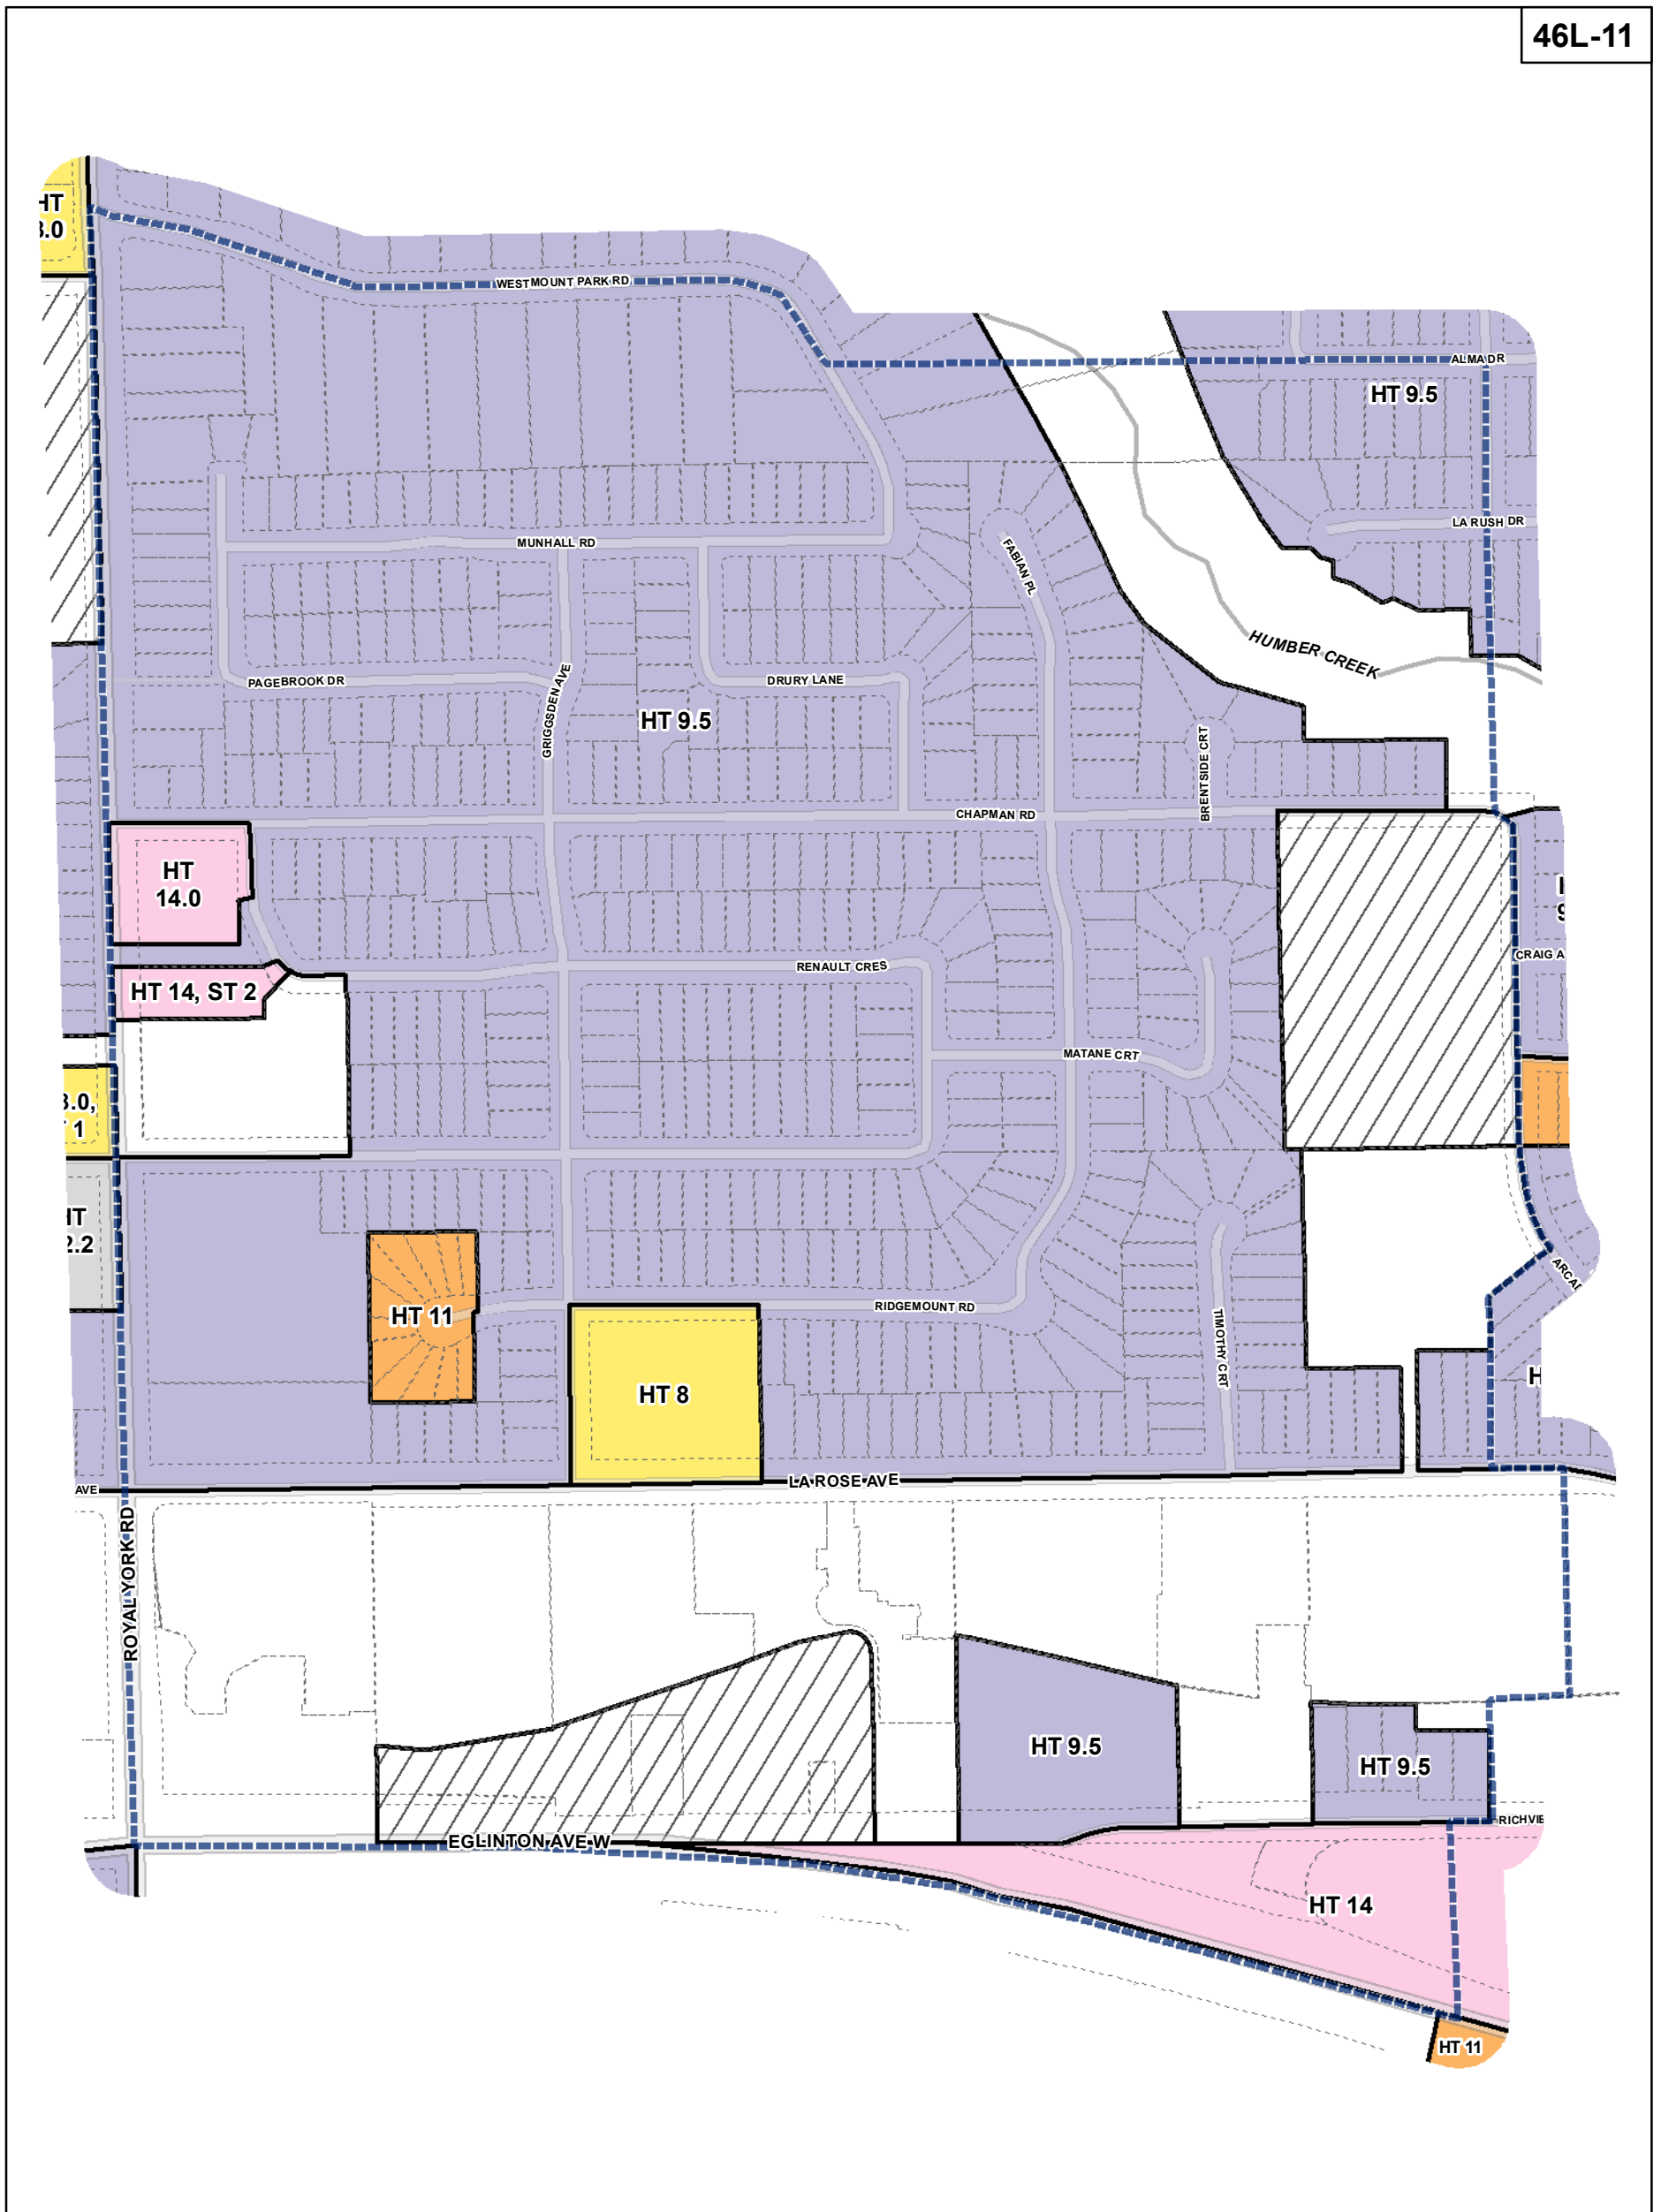 46L-11
HT
WESTMOUNT PARK RD
ALMA DR
HT 9.5
LA RUSH DR
MUNHALL RD
FABIAN PL
HUMBER CREEK
PAGEBROOK DR
GRIGGSDEN AVE
DRURY LANE
HT 9.5
BRENTSIDE CRT
CHAPMAN RD
HT
14.0
CRAIG A
RENAULT CRES
HT 14, ST 2
MATANE CRT
HT 11
RIDGEMOUNT RD
TIMOTHY CRT
HT 8
LA ROSE AVE
AVE
ROYAL YORK RD
HT 9.5
HT 9.5
RICHVIE
EGLINTON AVE W
HT 14
HT 11